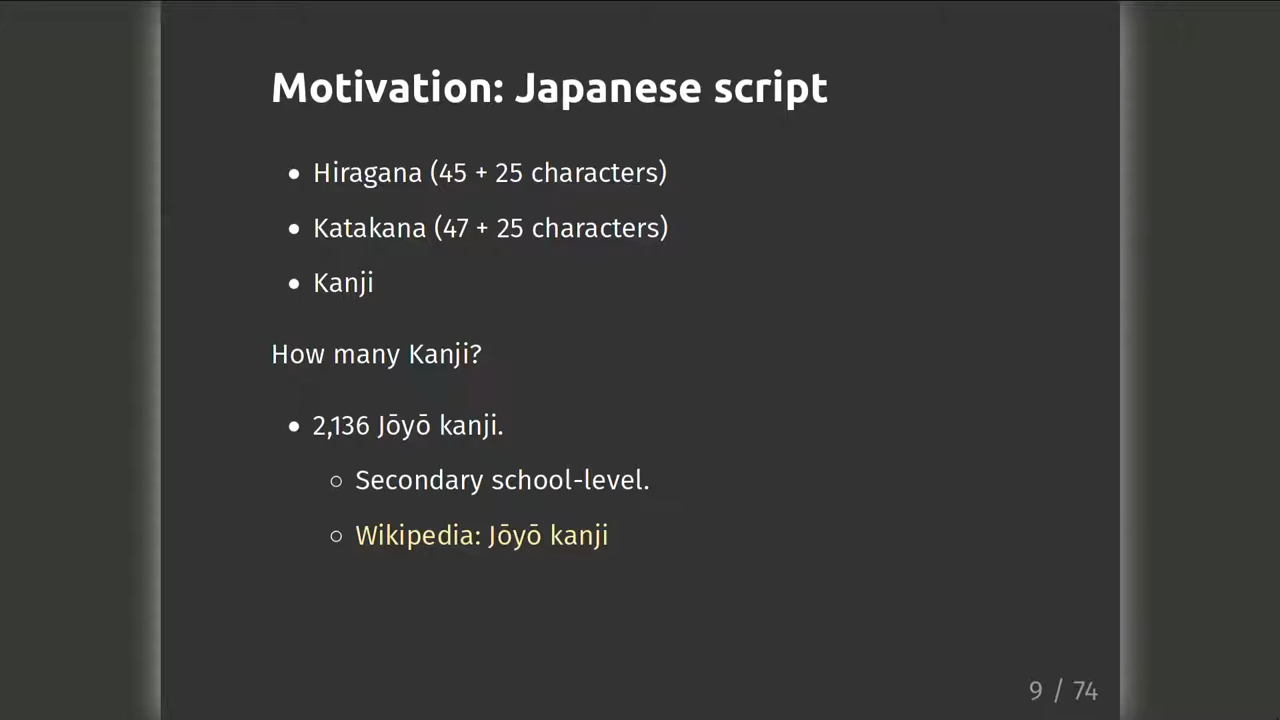 Motivation: Japanese script
• Hiragana (45 + 25 characters)
• Katakana (47 + 25 characters)
• Kanji
How many Kanji?
• 2,136 Jōyō kanji.
○ Secondary school-level.
○ Wikipedia: Jōyō kanji
9 / 74